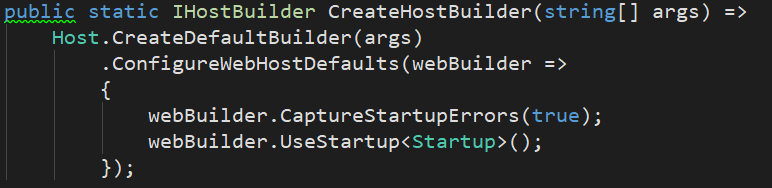 public static IHostBuilder CreateHostBuilder(string[] args) =>
    Host.CreateDefaultBuilder(args)
        .ConfigureWebHostDefaults(webBuilder =>
        {
            webBuilder.CaptureStartupErrors(true);
            webBuilder.UseStartup<Startup>();
        });